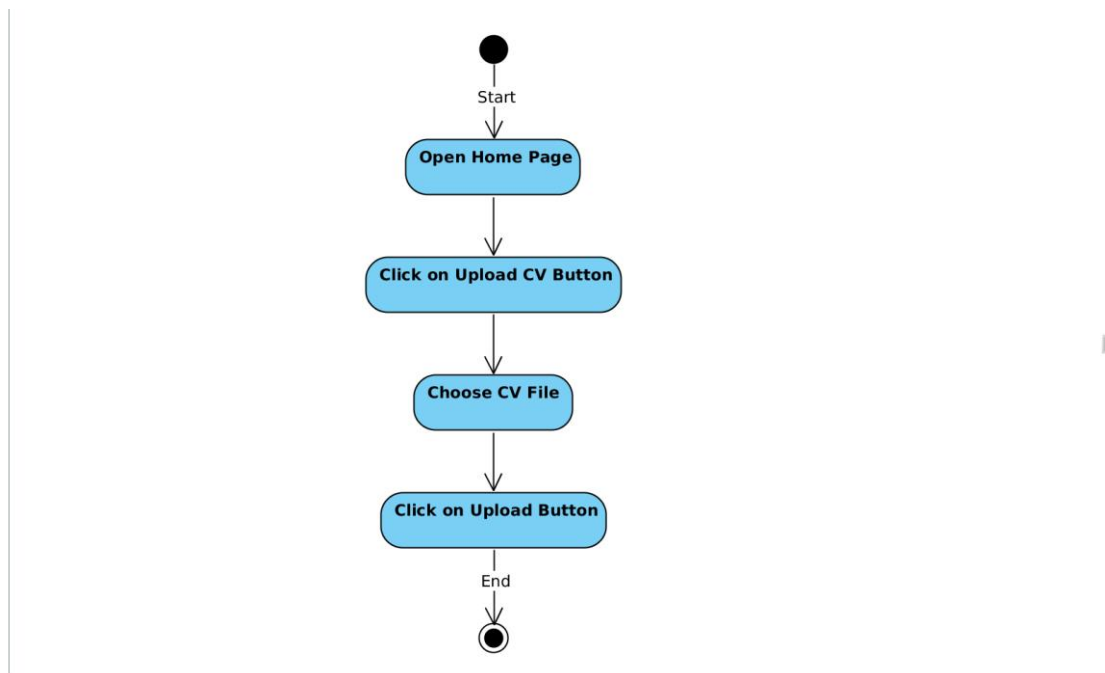 Start
Open Home Page
Click on Upload CV Button
Choose CV File
Click on Upload Button
End